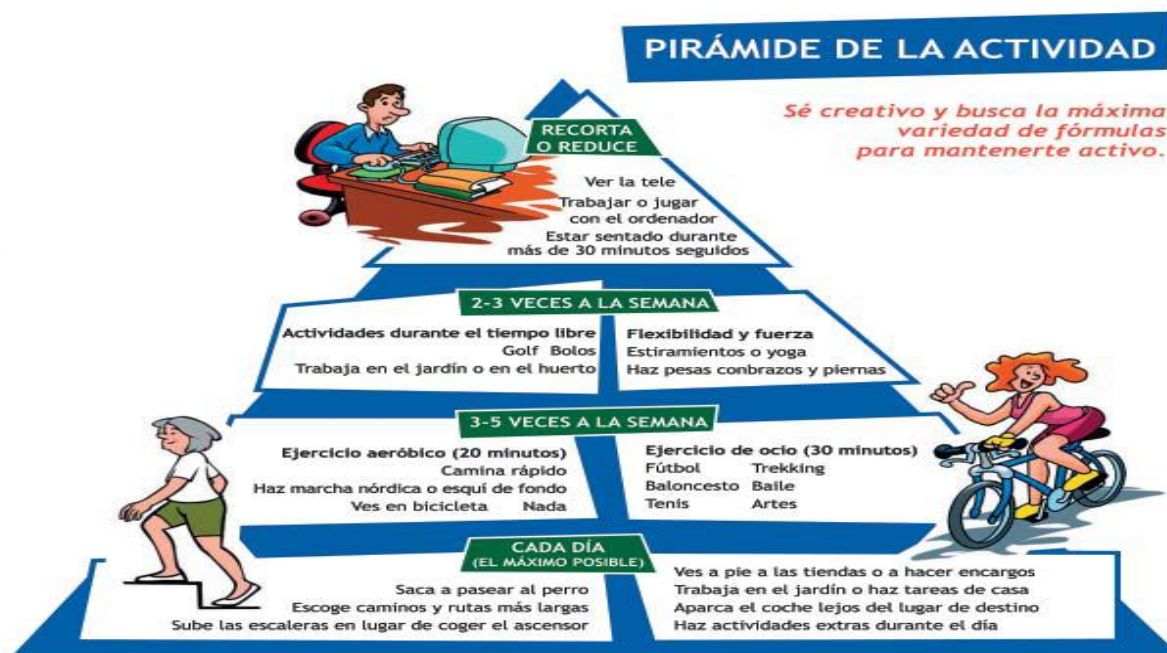 PIRÁMIDE DE LA ACTIVIDAD
Sé creativo y busca la máxima
variedad de fórmulas
para mantenerte activo.
RECORTA
O REDUCE
Ver la tele
Trabajar o jugar
con el ordenador
Estar sentado durante
más de 30 minutos seguidos
2-3 VECES A LA SEMANA
Actividades durante el tiempo libre
Golf Bolos
Trabaja en el jardín o en el huerto
Flexibilidad y fuerza
Estiramientos o yoga
Haz pesas conbrazos y piernas
3-5 VECES A LA SEMANA
Ejercicio aeróbico (20 minutos)
Camina rápido
Haz marcha nórdica o esquí de fondo
Ves en bicicleta Nada
Ejercicio de ocio (30 minutos)
Fútbol Trekking
Baloncesto Baile
Tenis Artes
CADA DÍA
(EL MÁXIMO POSIBLE)
Saca a pasear al perro
Escoge caminos y rutas más largas
Sube las escaleras en lugar de coger el ascensor
Ves a pie a las tiendas o a hacer encargos
Trabaja en el jardín o haz tareas de casa
Aparca el coche lejos del lugar de destino
Haz actividades extras durante el día